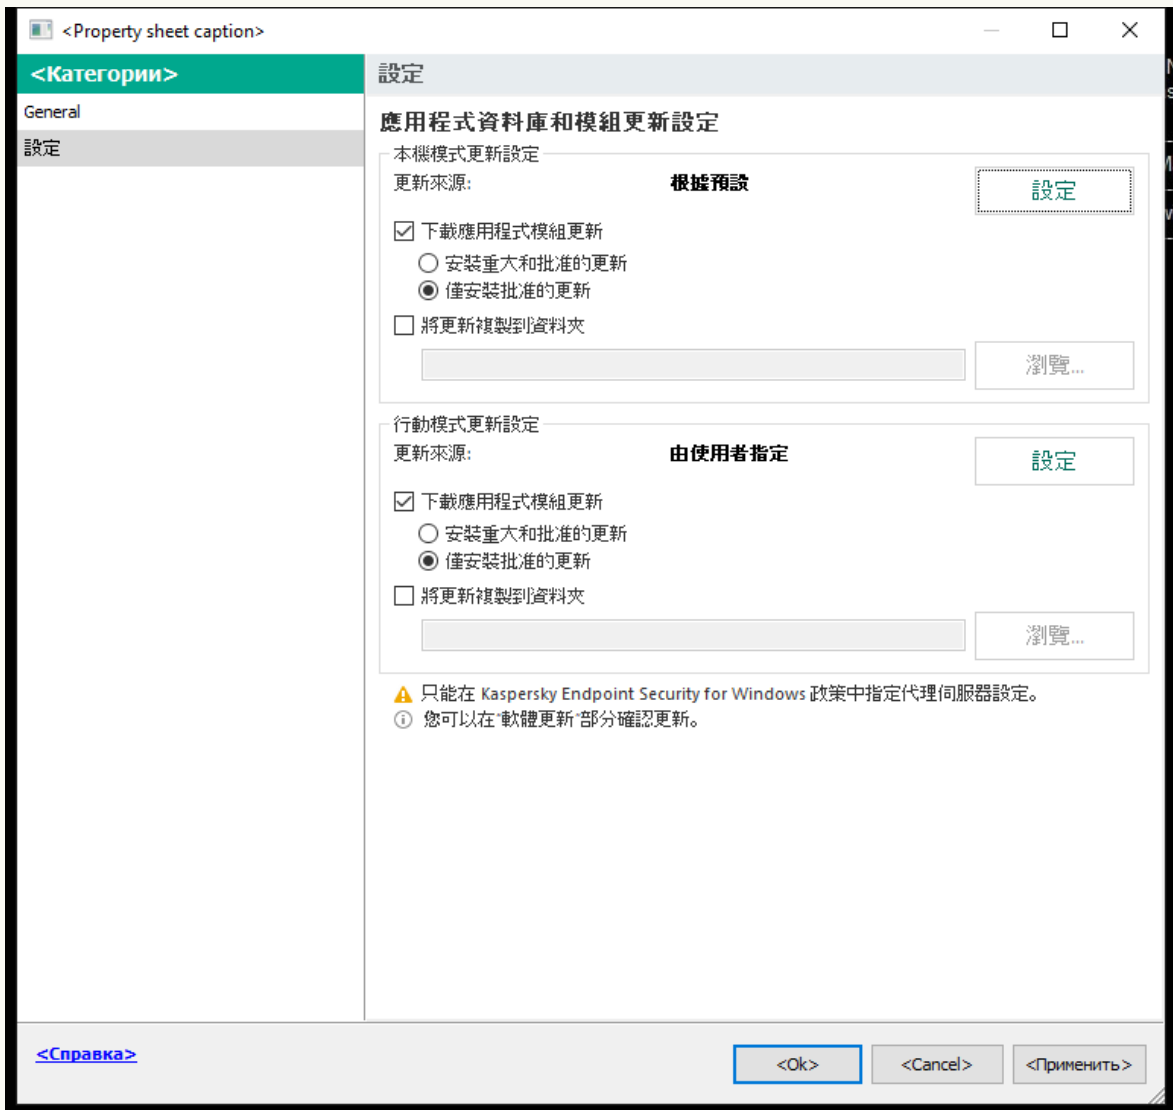 <Property sheet caption>
<Категории>
General
設定
設定
應用程式資料庫和模組更新設定
本機模式更新設定
更新來源: 根據預設 設定
下載應用程式模組更新
安裝重大和批准的更新
僅安裝批准的更新
將更新複製到資料夾
瀏覽...
行動模式更新設定
更新來源: 由使用者指定 設定
下載應用程式模組更新
安裝重大和批准的更新
僅安裝批准的更新
將更新複製到資料夾
瀏覽...
只能在 Kaspersky Endpoint Security for Windows 政策中指定代理伺服器設定。
您可以在"軟體更新"部分確認更新。
<Справка>
<Ok> <Cancel> <Применить>